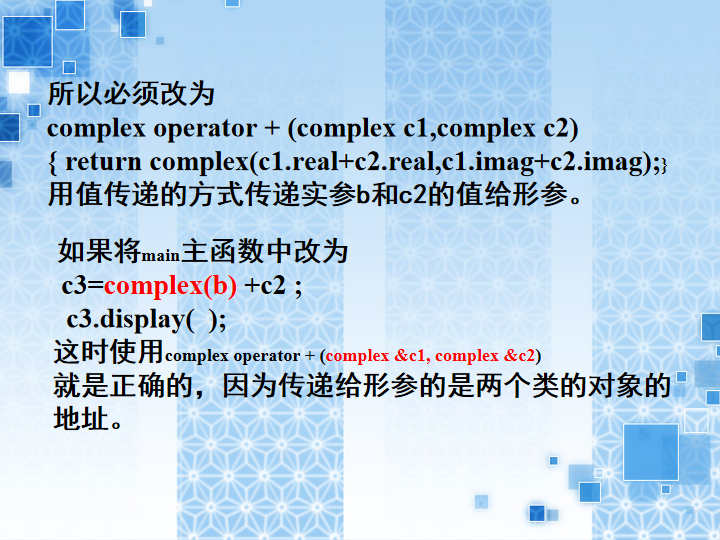 所以必须改为
complex operator + (complex c1,complex c2)
{ return complex(c1.real+c2.real,c1.imag+c2.imag);}
用值传递的方式传递实参b和c2的值给形参。
如果将main主函数中改为
c3=complex(b) +c2 ;
c3.display( );
这时使用complex operator + (complex &c1, complex &c2)
就是正确的，因为传递给形参的是两个类的对象的
地址。